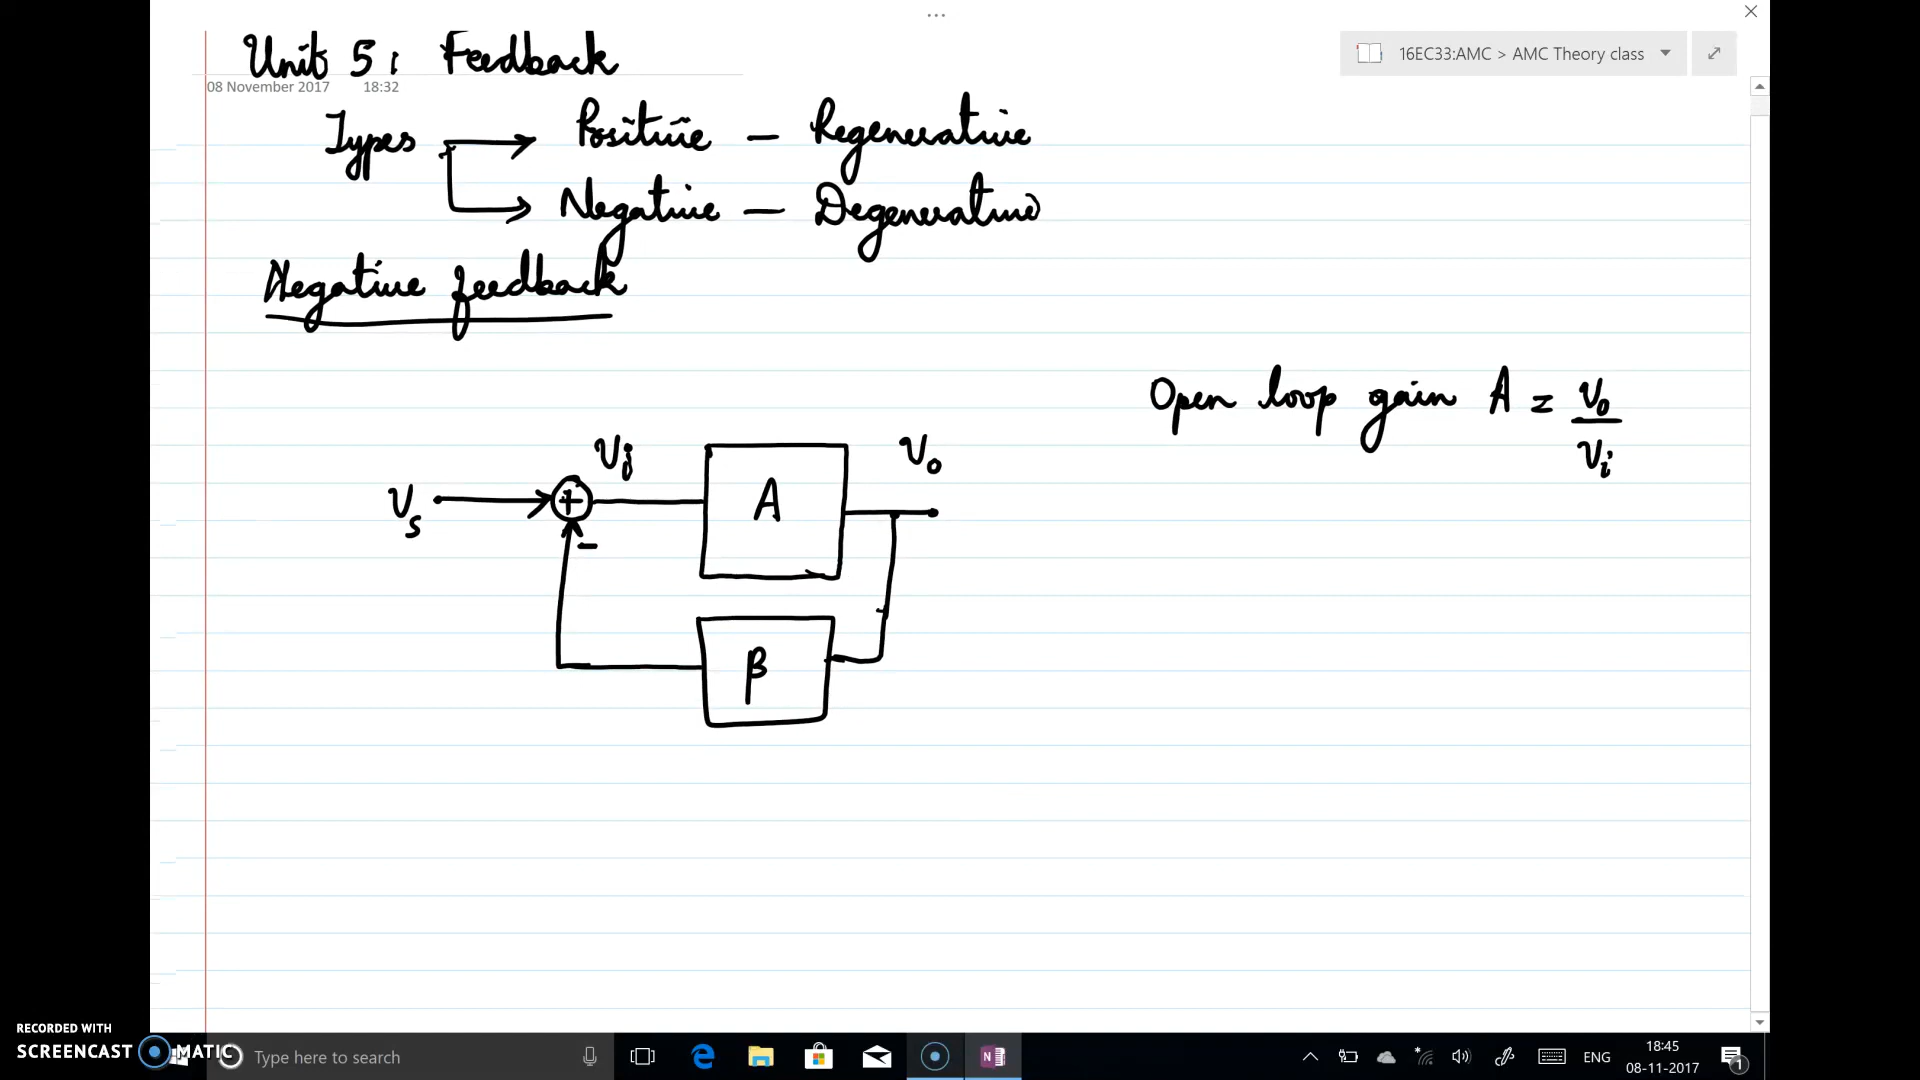 Unit 5: Feedback
16EC33:AMC > AMC Theory class
08 November 2017 18:32
Types → Positive — Regenerative
→ Negative — Degenerative
Negative feedback
Open loop gain A = Vo
Vi
Vi
Vo
Vs
+
A
-
β
RECORDED WITH
SCREENCAST MATIC
Type here to search
N
ENG
18:45
08-11-2017
1